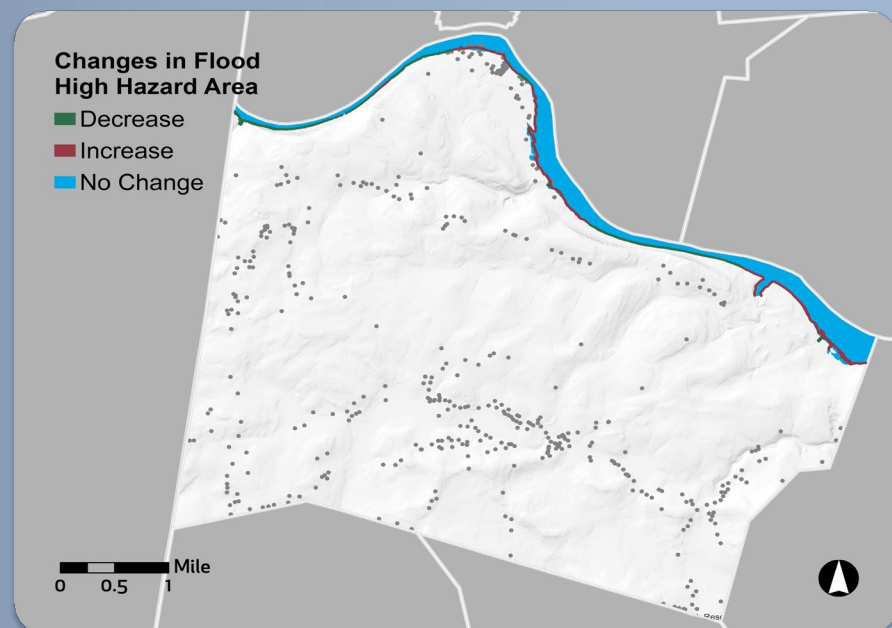 Changes in Flood
High Hazard Area
Decrease
Increase
No Change
Mile
0 0.5 1